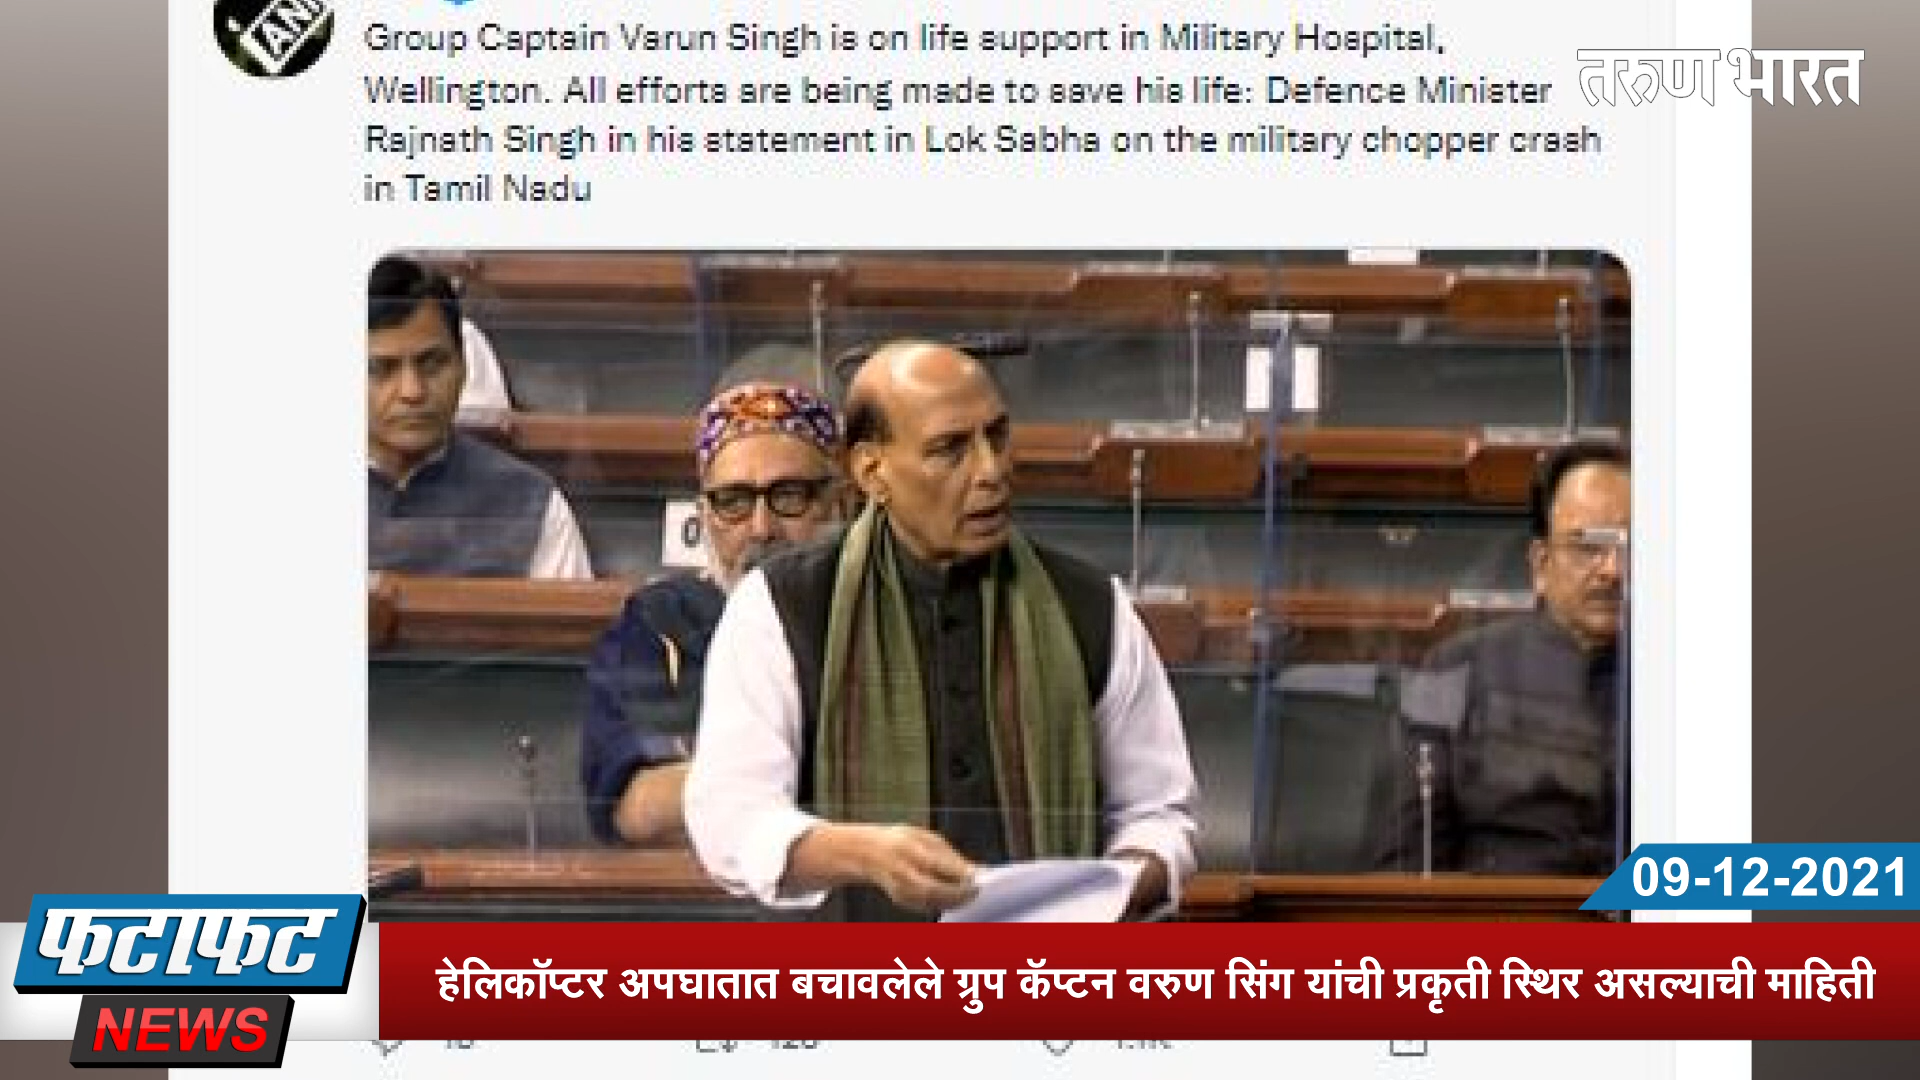 ANI
Group Captain Varun Singh is on life support in Military Hospital,
Wellington. All efforts are being made to save his life: Defence Minister
Rajnath Singh in his statement in Lok Sabha on the military chopper crash
in Tamil Nadu
तरुण भारत
0
09-12-2021
फटाफट
NEWS
हेलिकॉप्टर अपघातात बचावलेले ग्रुप कॅप्टन वरुण सिंग यांची प्रकृती स्थिर असल्याची माहिती